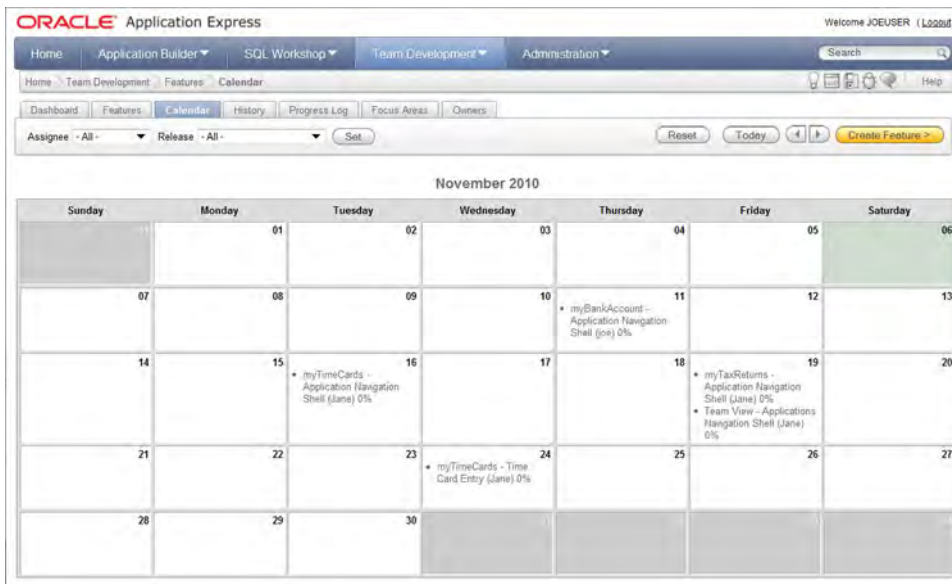 ORACLE Application Express
Welcome JOEUSER (Logout
Home Application Builder SQL Workshop Team Development Administration Search
Home Team Development Features Calendar Help
Dashboard Features Calendar History Progress Log Focus Areas Owners
Assignee - All - Release - All - Set Reset Today Create Feature >
November 2010
Sunday Monday Tuesday Wednesday Thursday Friday Saturday
01 02 03 04 05 06
07 08 09 10 11 12 13
myBankAccount -
Application Navigation
Shell (joe) 0%
14 15 16 17 18 19 20
myTimeCards -
Application Navigation
Shell (Jane) 0%
myTaxReturns -
Application Navigation
Shell (Jane) 0%
Team View - Applications
Navigation Shell (Jane)
0%
21 22 23 24 25 26 27
myTimeCards - Time
Card Entry (Jane) 0%
28 29 30